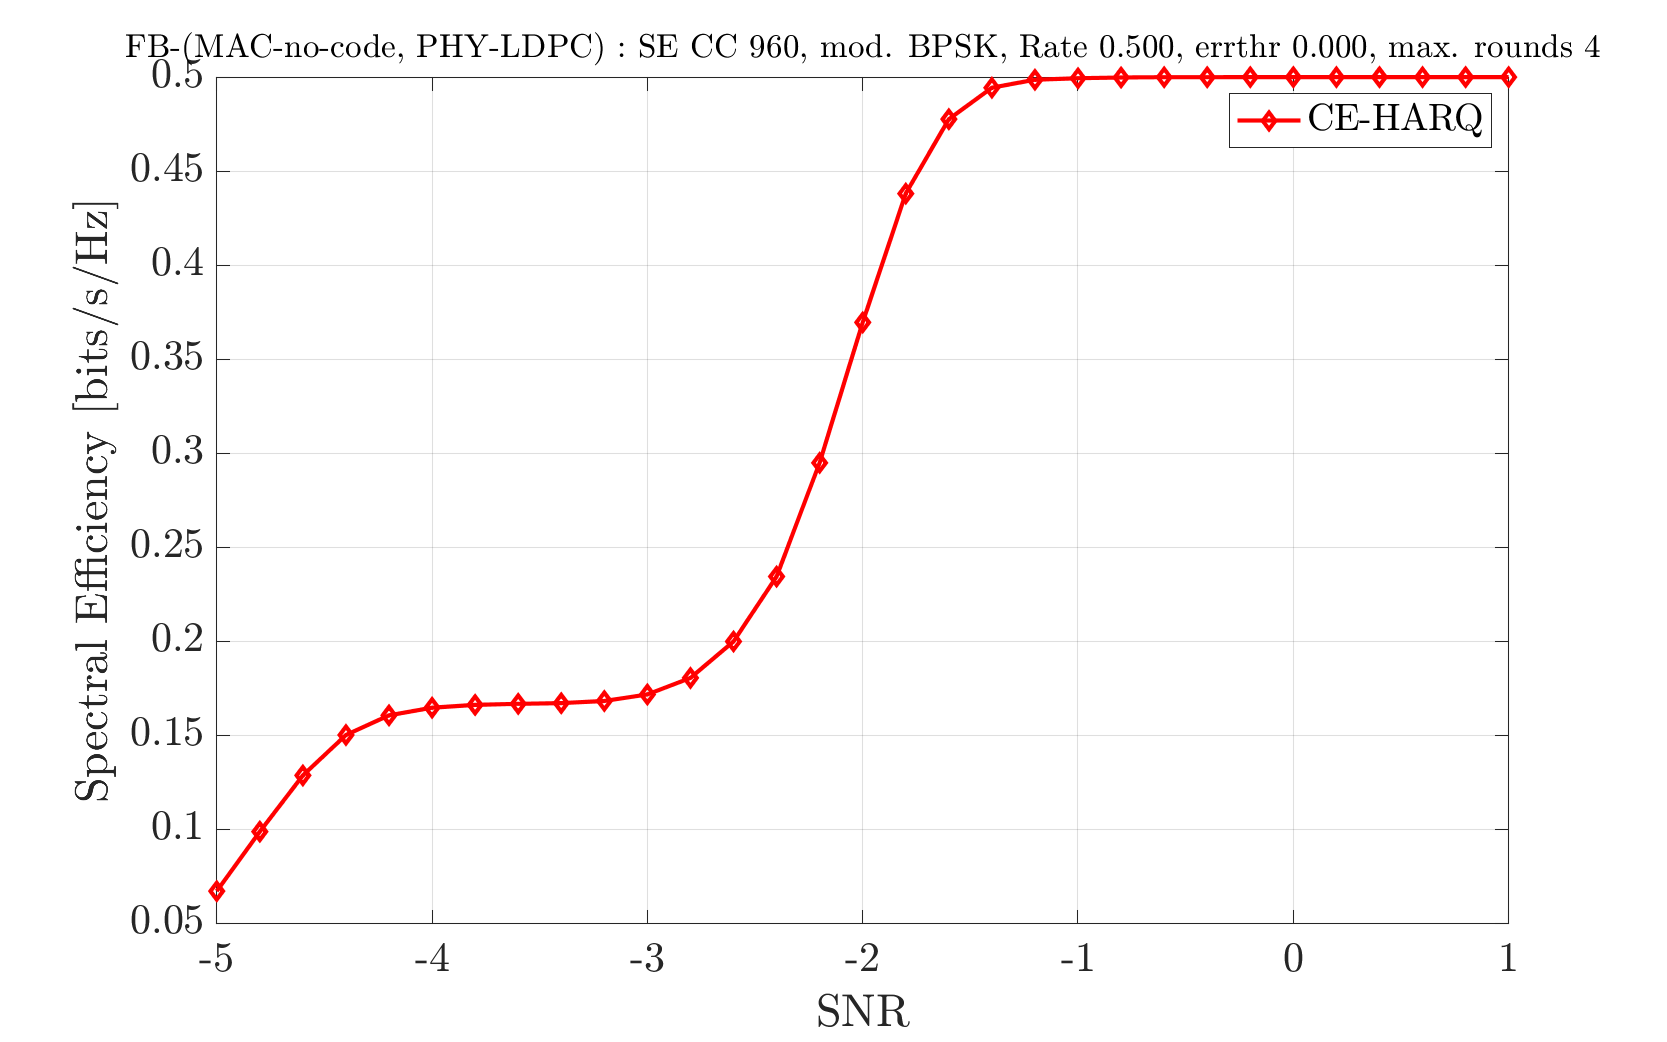 FB-(MAC-no-code, PHY-LDPC) : SE CC 960, mod. BPSK, Rate 0.500, errthr 0.000, max. rounds 4
0.5
0.45
0.4
0.35
0.3
0.25
0.2
0.15
0.1
0.05
Spectral Efficiency [bits/s/Hz]
CE-HARQ
-5 -4 -3 -2 -1 0 1
SNR